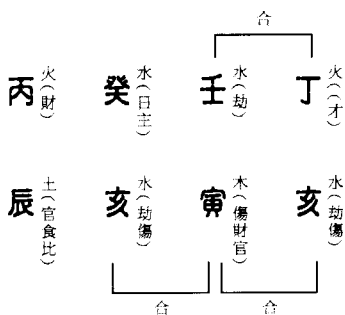 合
丁 火(才)
壬 水(劫)
癸 水(日主)
丙 火(財)
亥 水(劫傷)
寅 木(傷財官)
亥 水(劫傷)
辰 土(官食比)
合
合